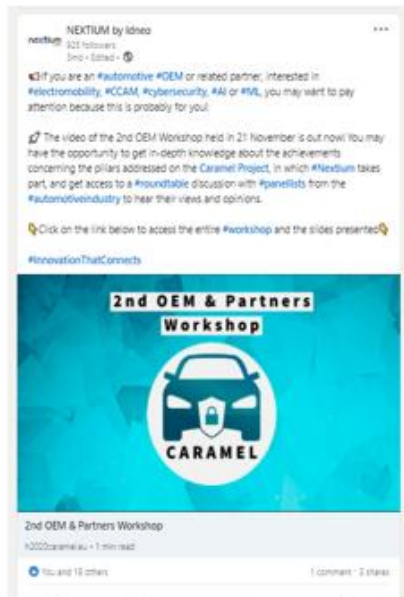 nextium
NEXTIUM by Idneo
925 followers
3mo • Edited •
If you are an #automotive #OEM or related partner, interested in
#electromobility, #CCAM, #cybersecurity, #AI or #ML, you may want to pay
attention because this is probably for you!
The video of the 2nd OEM Workshop held in 21 November is out now! You may
have the opportunity to get in-depth knowledge about the achievements
concerning the pillars addressed on the Caramel Project, in which #Nextium takes
part, and get access to a #roundtable discussion with #panellists from the
#automotiveindustry to hear their views and opinions.
Click on the link below to access the entire #workshop and the slides presented
#InnovationThatConnects
2nd OEM & Partners
Workshop
CARAMEL
2nd OEM & Partners Workshop
h2020caramel.eu • 1 min read
You and 18 others
1 comment • 3 shares